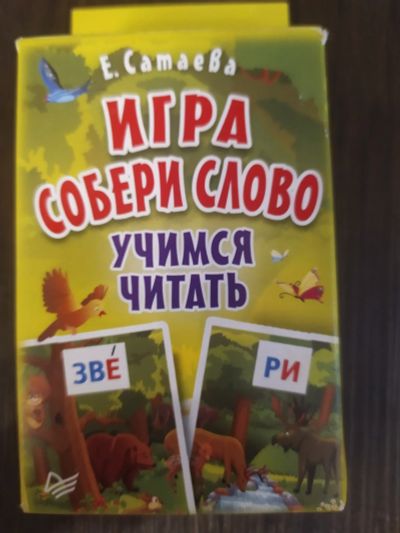 Е. Сатаева
ИГРА
СОБЕРИ СЛОВО
УЧИМСЯ
ЧИТАТЬ
ЗВЕ́
РИ